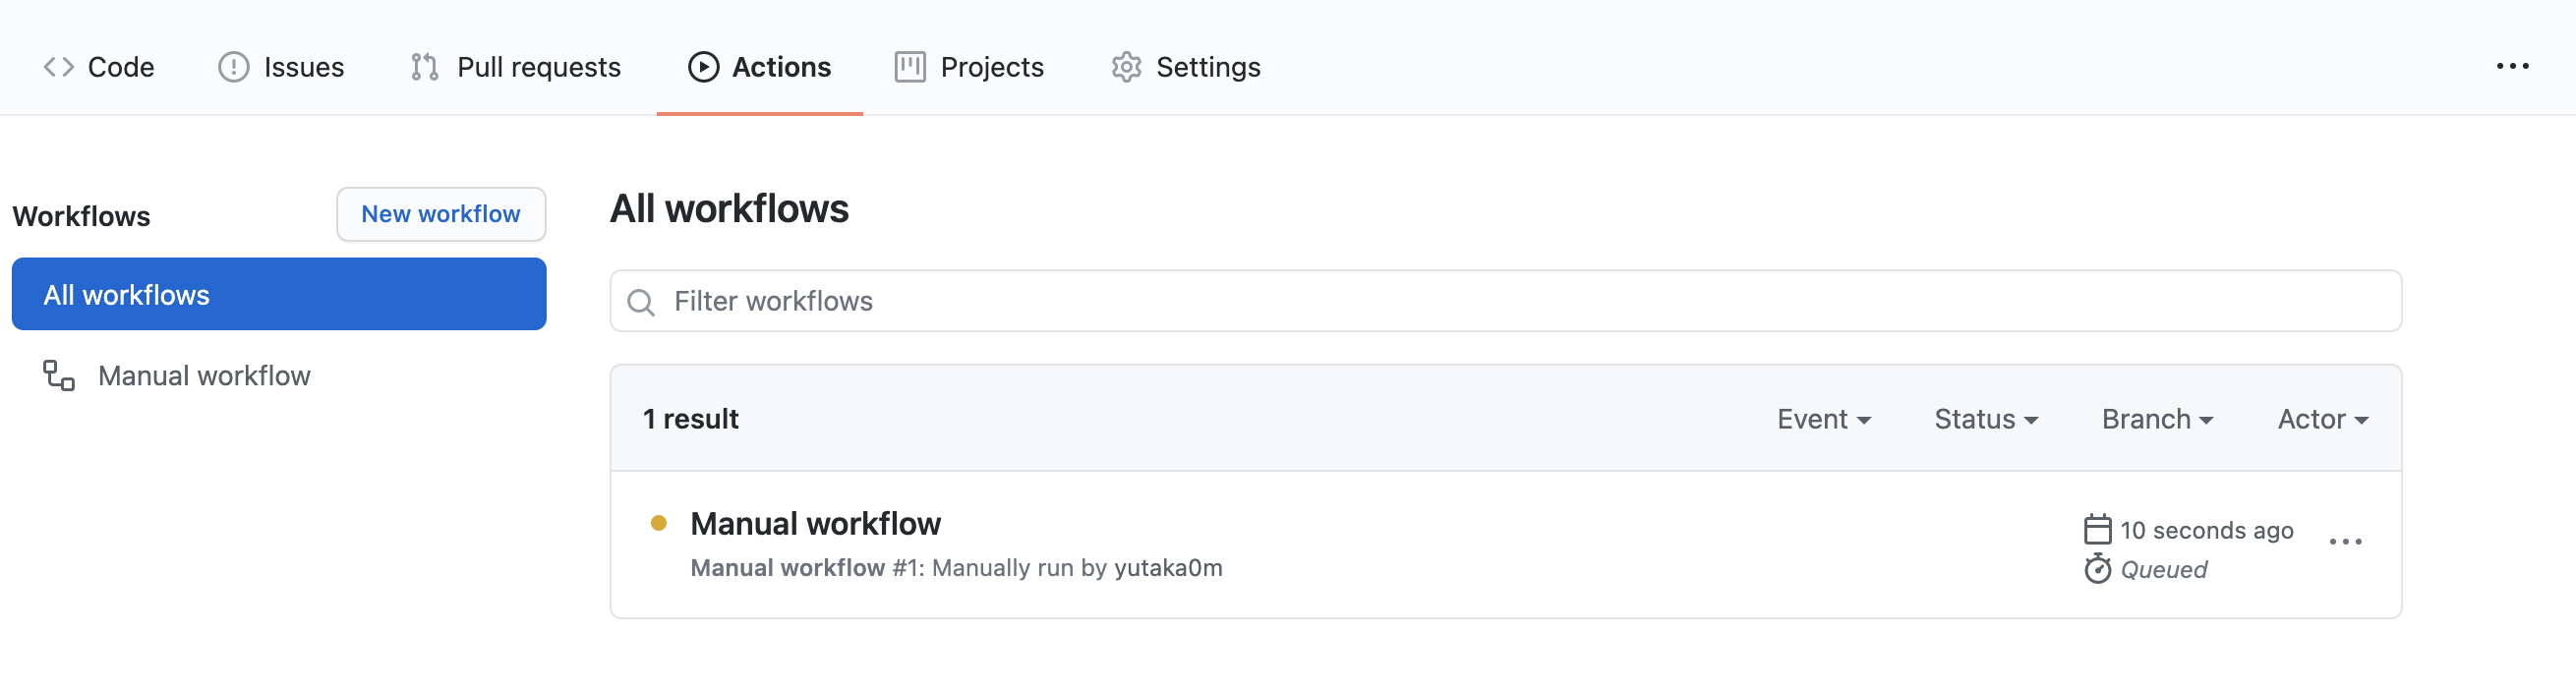 Code Issues Pull requests Actions Projects Settings
Workflows New workflow
All workflows
Manual workflow
All workflows
Filter workflows
1 result Event Status Branch Actor
Manual workflow
Manual workflow #1: Manually run by yutaka0m
10 seconds ago
Queued